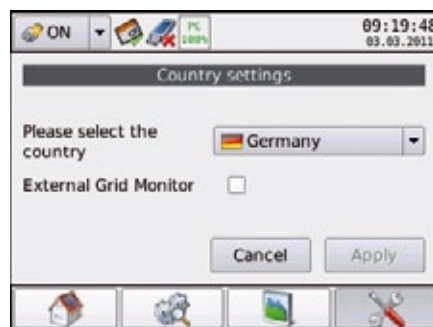 ON
PC
100%
09:19:48
03.03.2011
Country settings
Please select the
country
Germany
External Grid Monitor
Cancel
Apply